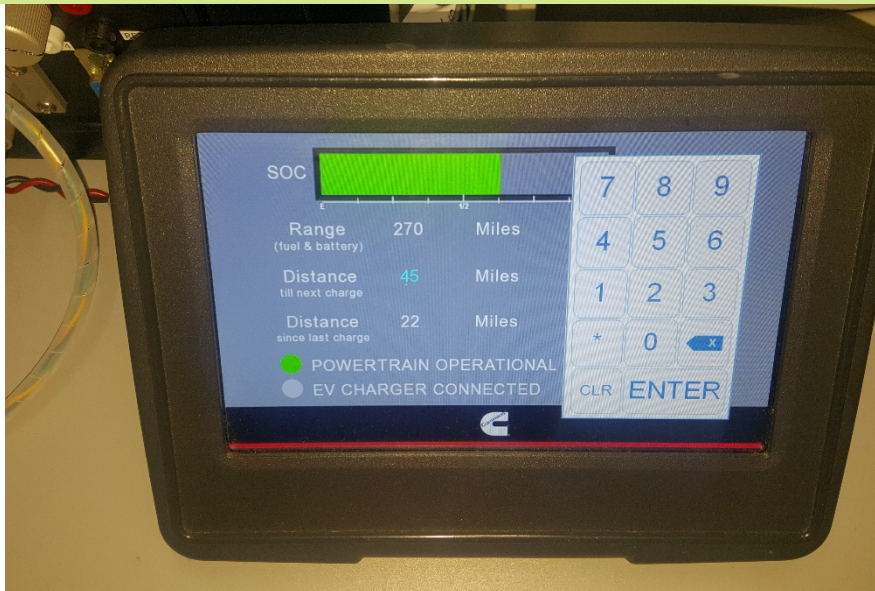 SOC
E 1/2
Range 270 Miles
(fuel & battery)
Distance 45 Miles
till next charge
Distance 22 Miles
since last charge
POWERTRAIN OPERATIONAL
EV CHARGER CONNECTED
7 8 9
4 5 6
1 2 3
* 0 X
CLR ENTER